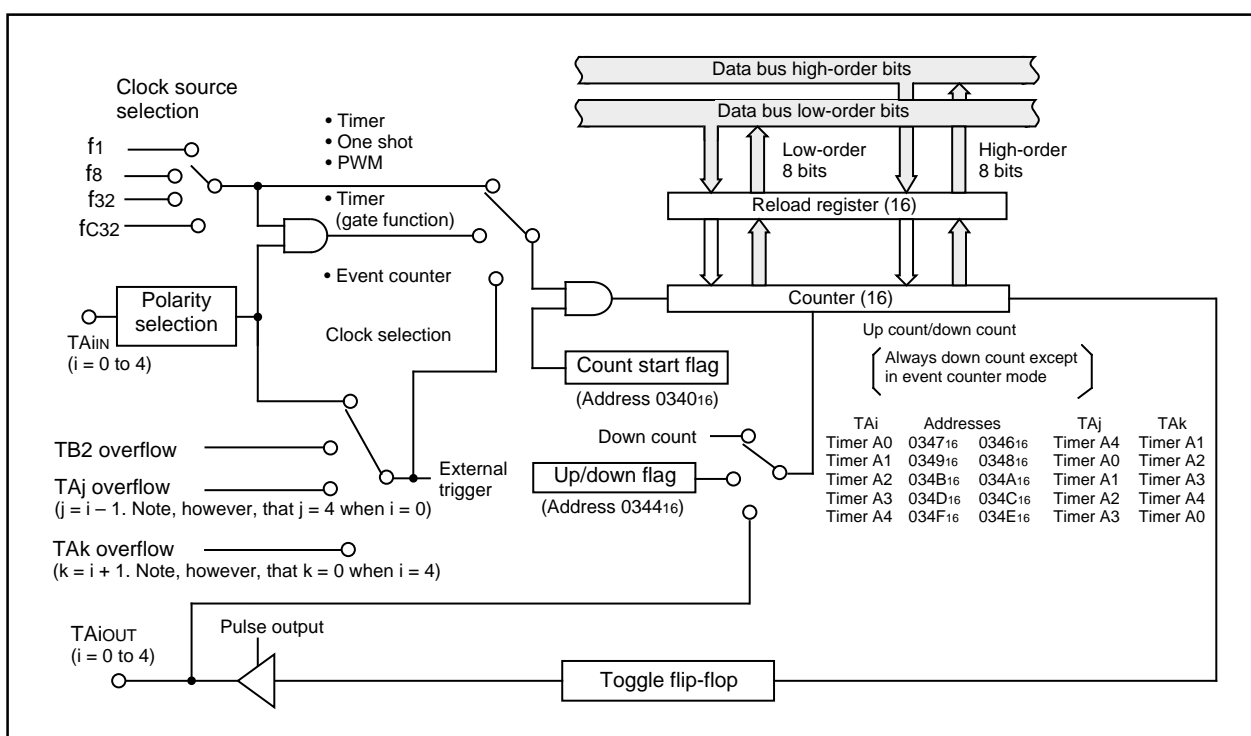 Clock source
selection
f1
f8
f32
fC32
• Timer
• One shot
• PWM
• Timer
(gate function)
• Event counter
Clock selection
Polarity
selection
TAiIN
(i = 0 to 4)
TB2 overflow
TAj overflow
(j = i – 1. Note, however, that j = 4 when i = 0)
TAk overflow
(k = i + 1. Note, however, that k = 0 when i = 4)
External
trigger
Data bus high-order bits
Data bus low-order bits
Low-order
8 bits
High-order
8 bits
Reload register (16)
Counter (16)
Up count/down count
Always down count except
in event counter mode
Count start flag
(Address 034016)
Down count
Up/down flag
(Address 034416)
TAi Addresses TAj TAk
Timer A0 034716 034616 Timer A4 Timer A1
Timer A1 034916 034816 Timer A0 Timer A2
Timer A2 034B16 034A16 Timer A1 Timer A3
Timer A3 034D16 034C16 Timer A2 Timer A4
Timer A4 034F16 034E16 Timer A3 Timer A0
TAiOUT
(i = 0 to 4)
Pulse output
Toggle flip-flop